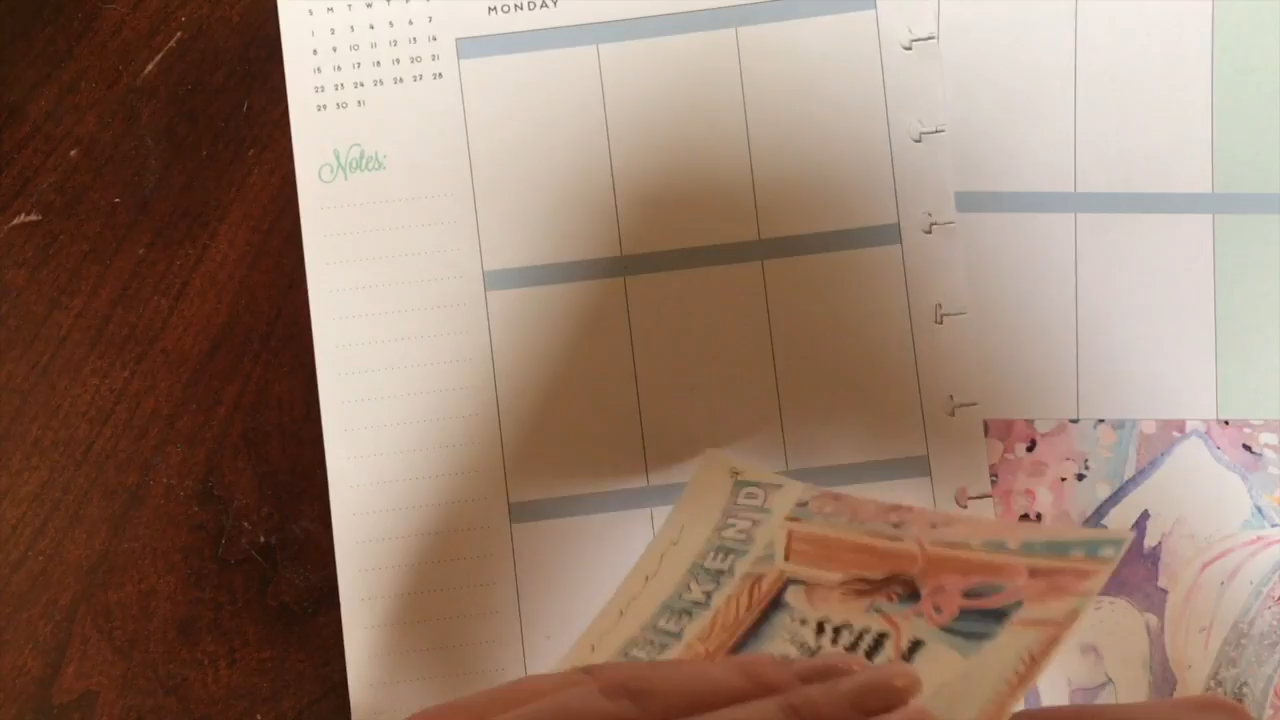 MONDAY
S M T W T F S
1 2 3 4 5 6 7
8 9 10 11 12 13 14
15 16 17 18 19 20 21
22 23 24 25 26 27 28
29 30 31
Notes:
EKEND